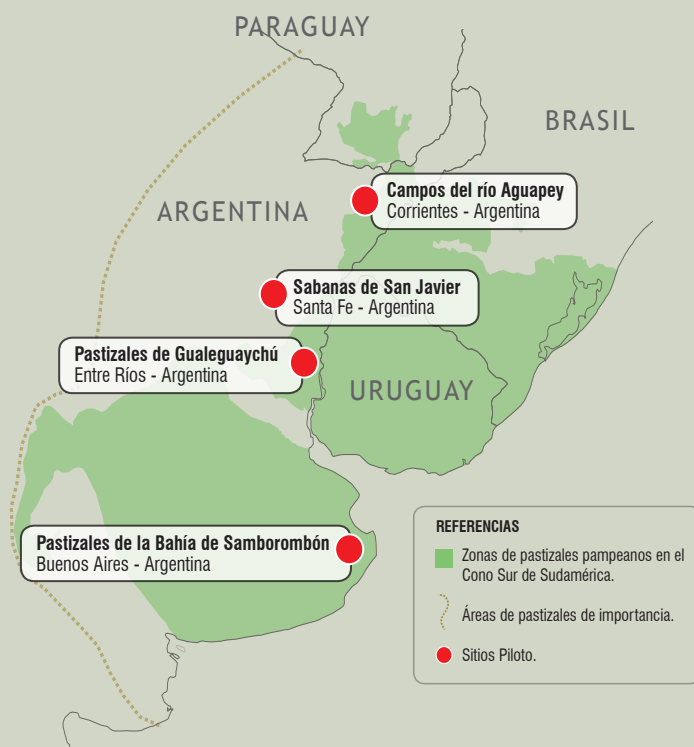 PARAGUAY
BRASIL
ARGENTINA
Campos del río Aguapey
Corrientes - Argentina
Sabanas de San Javier
Santa Fe - Argentina
Pastizales de Gualeguaychú
Entre Ríos - Argentina
URUGUAY
Pastizales de la Bahía de Samborombón
Buenos Aires - Argentina
REFERENCIAS
Zonas de pastizales pampeanos en el
Cono Sur de Sudamérica.
Áreas de pastizales de importancia.
Sitios Piloto.